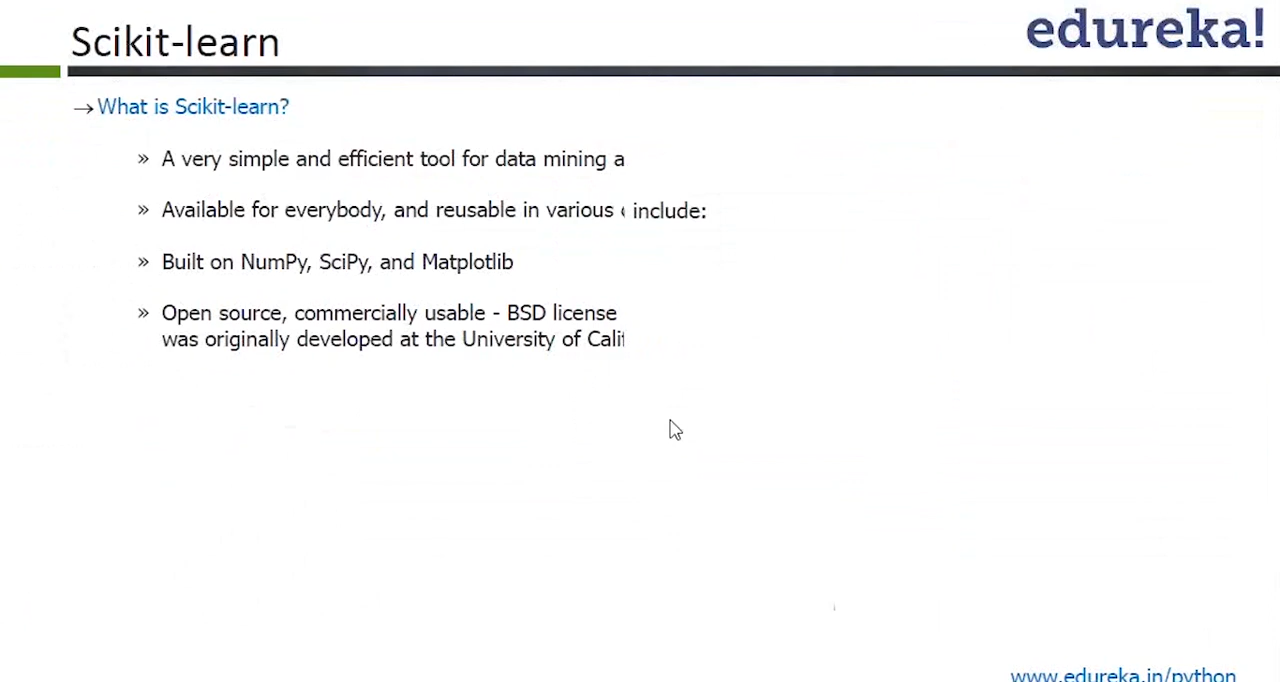 Scikit-learn
edureka!
→ What is Scikit-learn?
» A very simple and efficient tool for data mining a
» Available for everybody, and reusable in various include:
» Built on NumPy, SciPy, and Matplotlib
» Open source, commercially usable - BSD license
was originally developed at the University of Calif
www.edureka.in/python